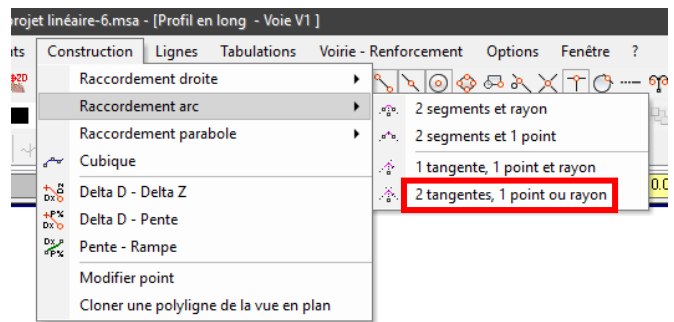 rojet linéaire-6.msa - [Profil en long - Voie V1 ]
ts Construction Lignes Tabulations Voirie - Renforcement Options Fenêtre ?
Raccordement droite
Raccordement arc
Raccordement parabole
Cubique
Delta D - Delta Z
Delta D - Pente
Pente - Rampe
Modifier point
Cloner une polyligne de la vue en plan
2 segments et rayon
2 segments et 1 point
1 tangente, 1 point et rayon
2 tangentes, 1 point ou rayon
0.0